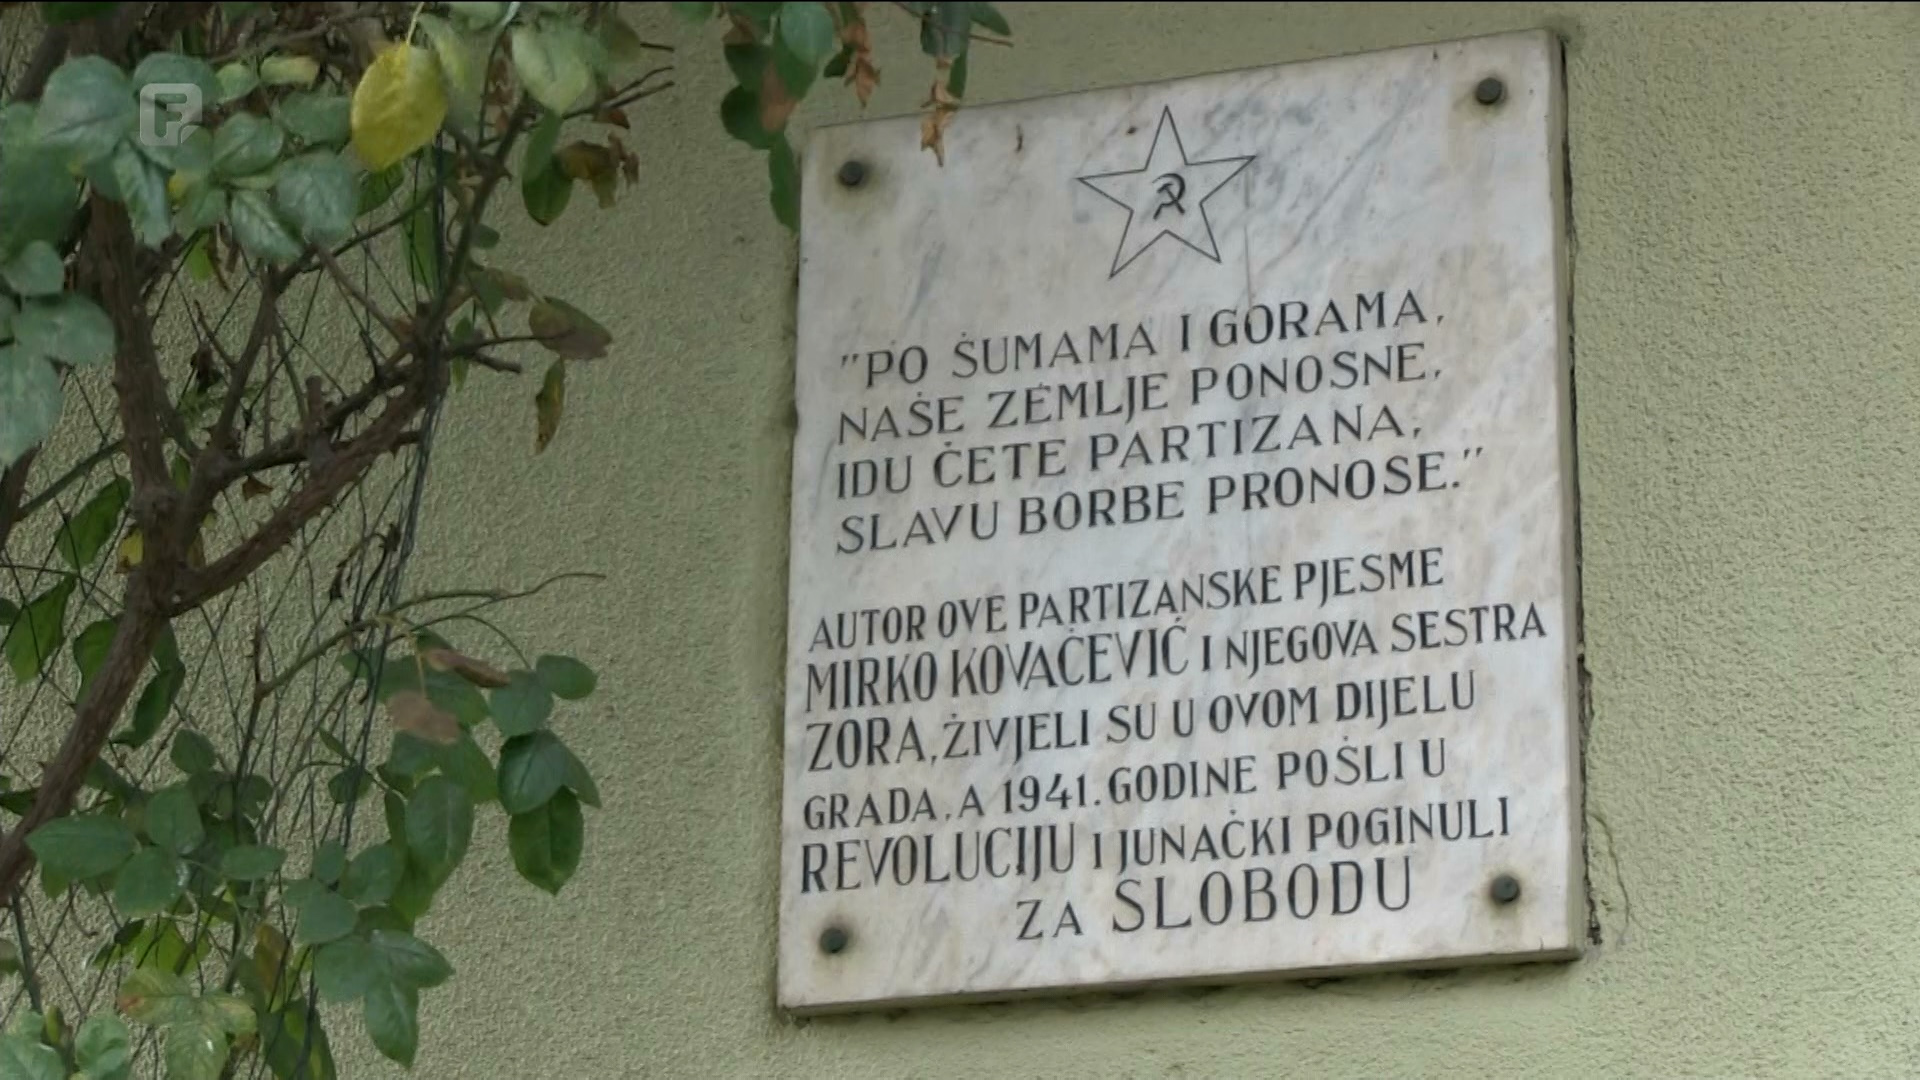 F
"PO ŠUMAMA I GORAMA,
NAŠE ZEMLJE PONOSNE,
IDU ČETE PARTIZANA,
SLAVU BORBE PRONOSE."
AUTOR OVE PARTIZANSKE PJESME
MIRKO KOVAČEVIĆ I NJEGOVA SESTRA
ZORA, ŽIVJELI SU U OVOM DIJELU
GRADA, A 1941. GODINE POŠLI U
REVOLUCIJU I JUNAČKI POGINULI
ZA SLOBODU